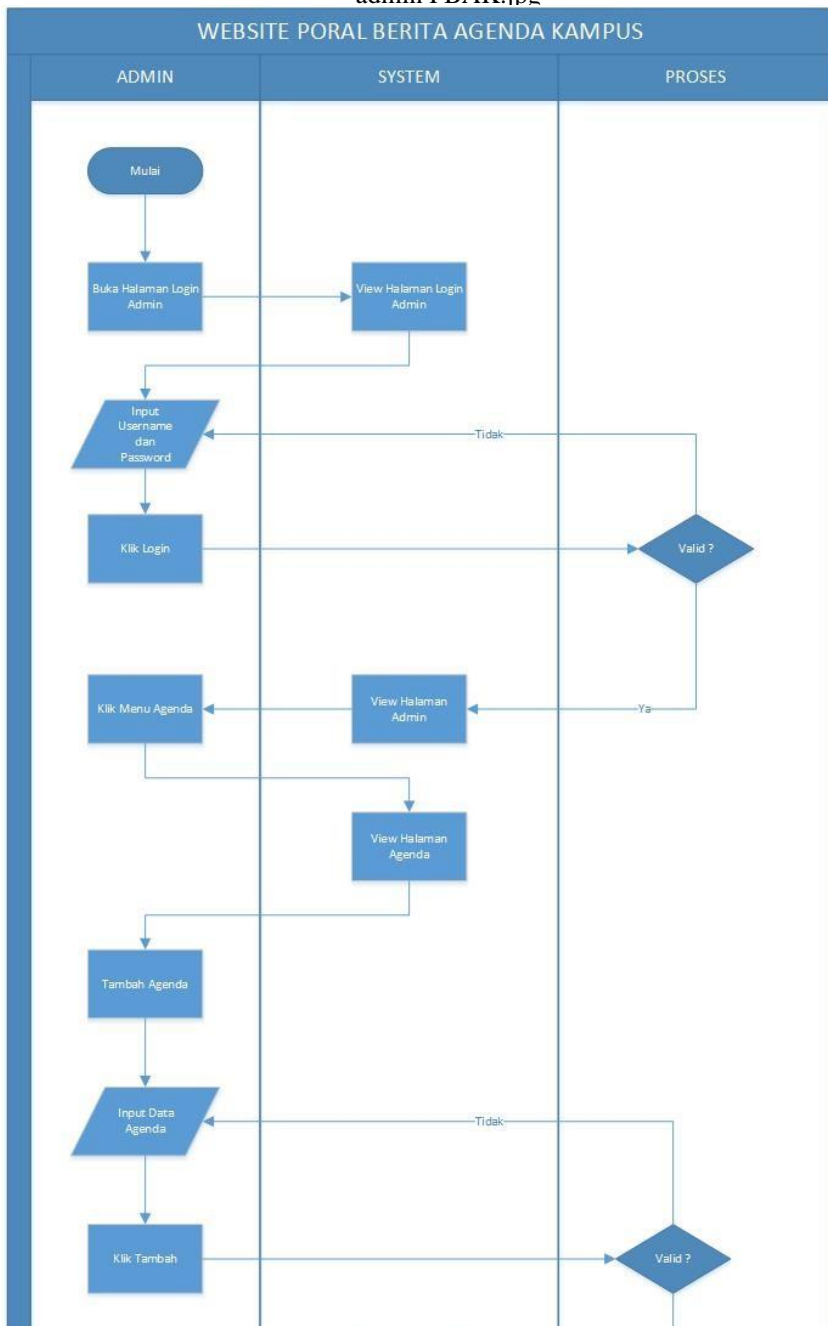 WEBSITE PORAL BERITA AGENDA KAMPUS
ADMIN
SYSTEM
PROSES
Mulai
Buka Halaman Login
Admin
View Halaman Login
Admin
Input
Username
dan
Password
Tidak
Klik Login
Valid ?
Klik Menu Agenda
View Halaman
Admin
Ya
View Halaman
Agenda
Tambah Agenda
Input Data
Agenda
Tidak
Klik Tambah
Valid ?